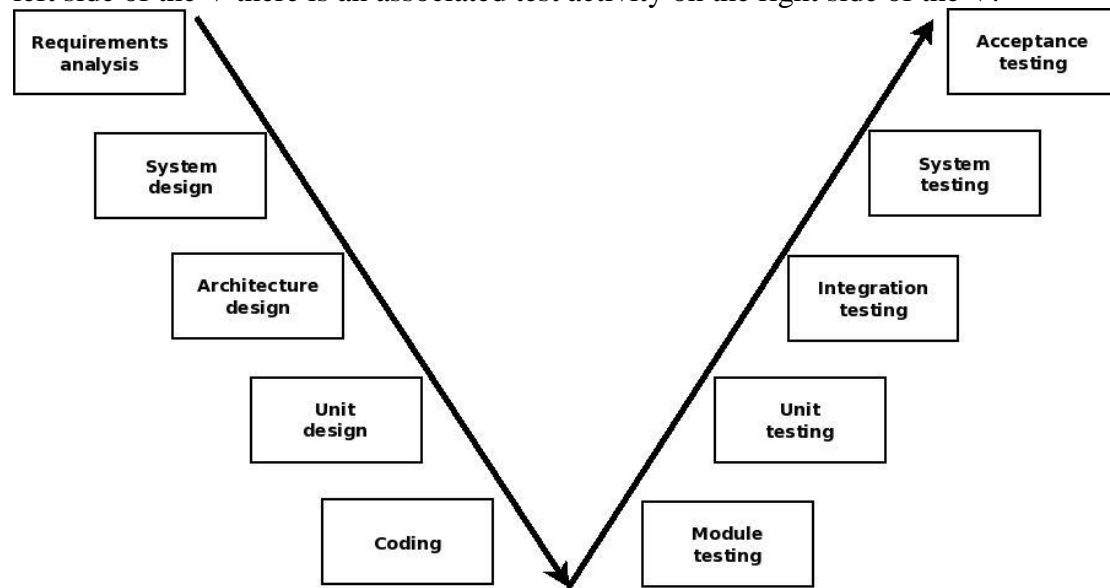 left side of the V there is an associated test activity on the right side of the V.
Requirements
analysis
Acceptance
testing
System
design
System
testing
Architecture
design
Integration
testing
Unit
design
Unit
testing
Coding
Module
testing